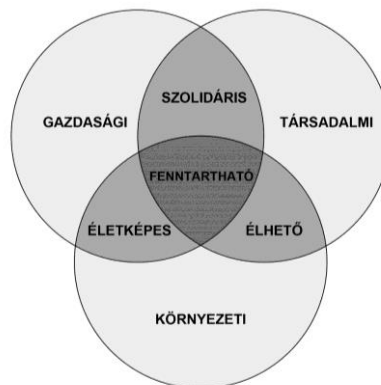 SZOLIDÁRIS
GAZDASÁGI
TÁRSADALMI
FENNTARTHATÓ
ÉLETKÉPES
ÉLHETŐ
KÖRNYEZETI